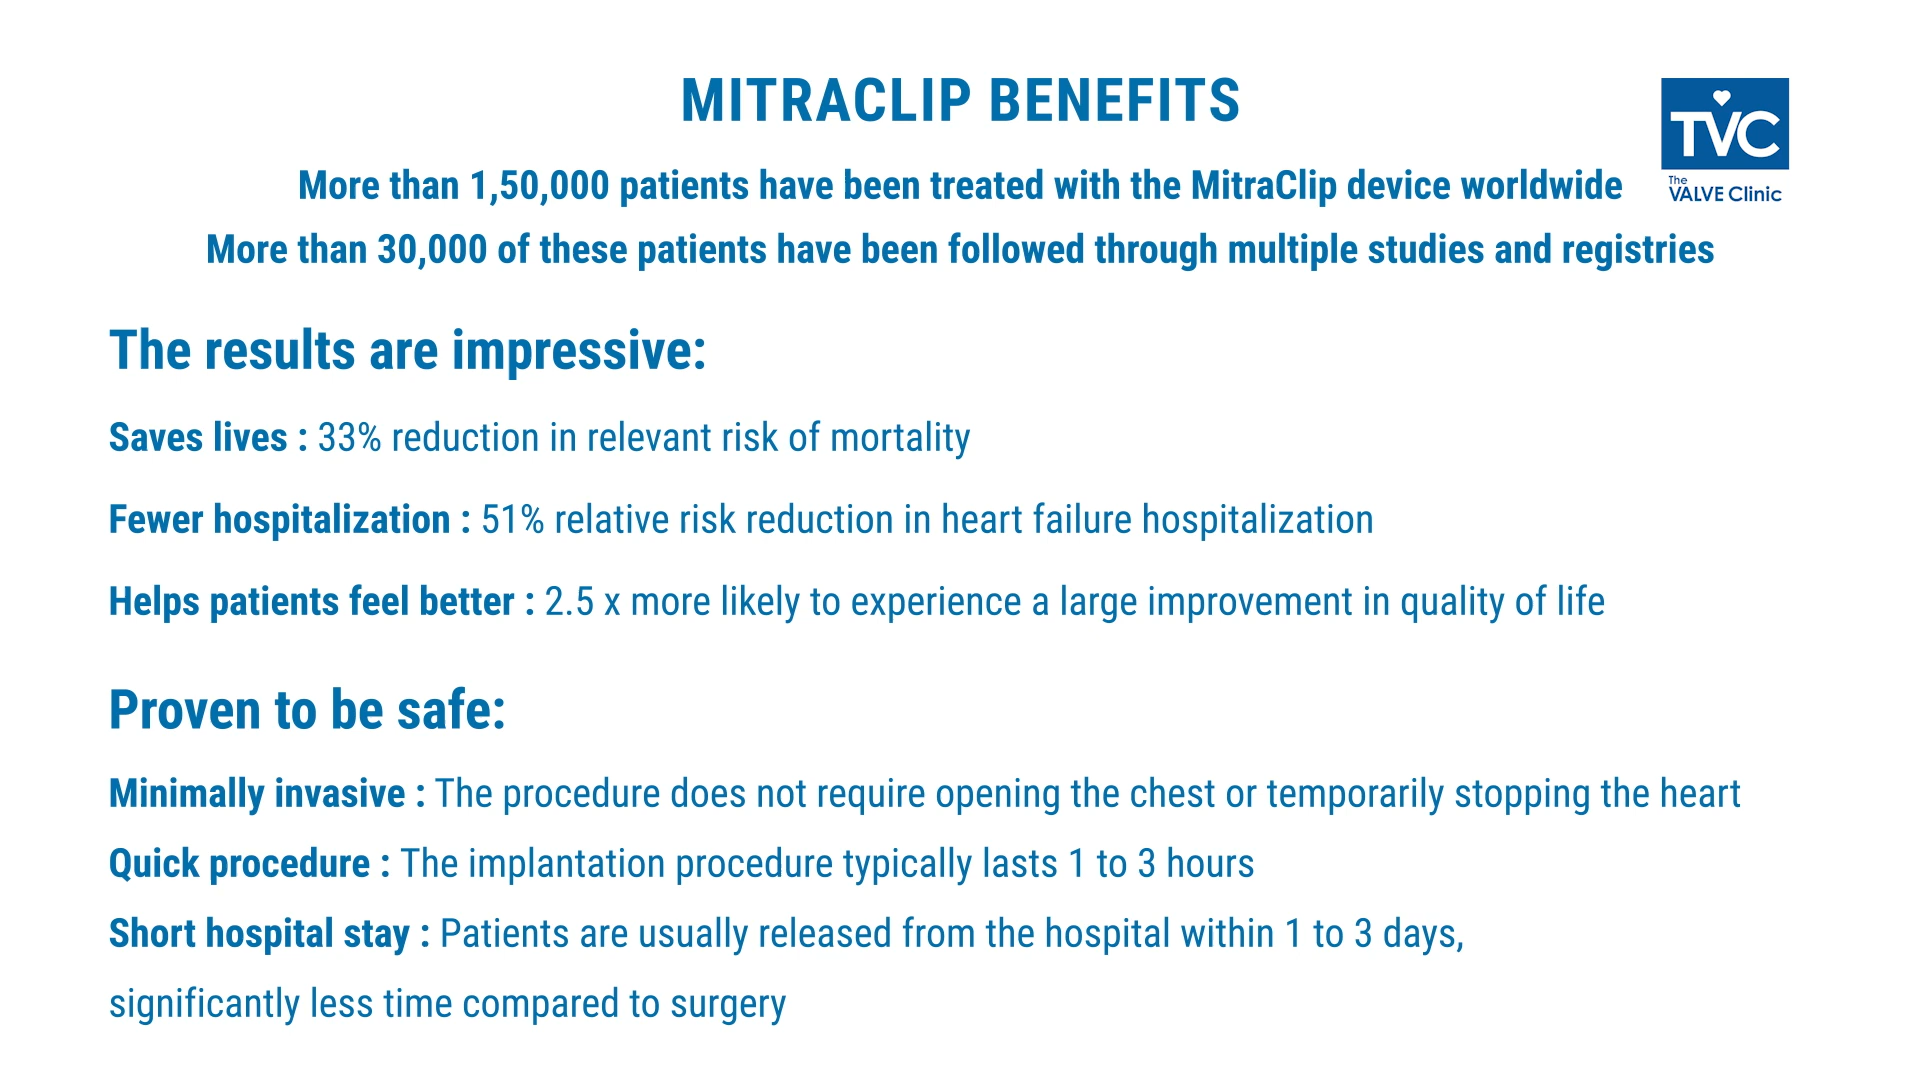 MITRACLIP BENEFITS
TVC
The
VALVE Clinic
More than 1,50,000 patients have been treated with the MitraClip device worldwide
More than 30,000 of these patients have been followed through multiple studies and registries
The results are impressive:
Saves lives : 33% reduction in relevant risk of mortality
Fewer hospitalization : 51% relative risk reduction in heart failure hospitalization
Helps patients feel better : 2.5 x more likely to experience a large improvement in quality of life
Proven to be safe:
Minimally invasive : The procedure does not require opening the chest or temporarily stopping the heart
Quick procedure : The implantation procedure typically lasts 1 to 3 hours
Short hospital stay : Patients are usually released from the hospital within 1 to 3 days,
significantly less time compared to surgery